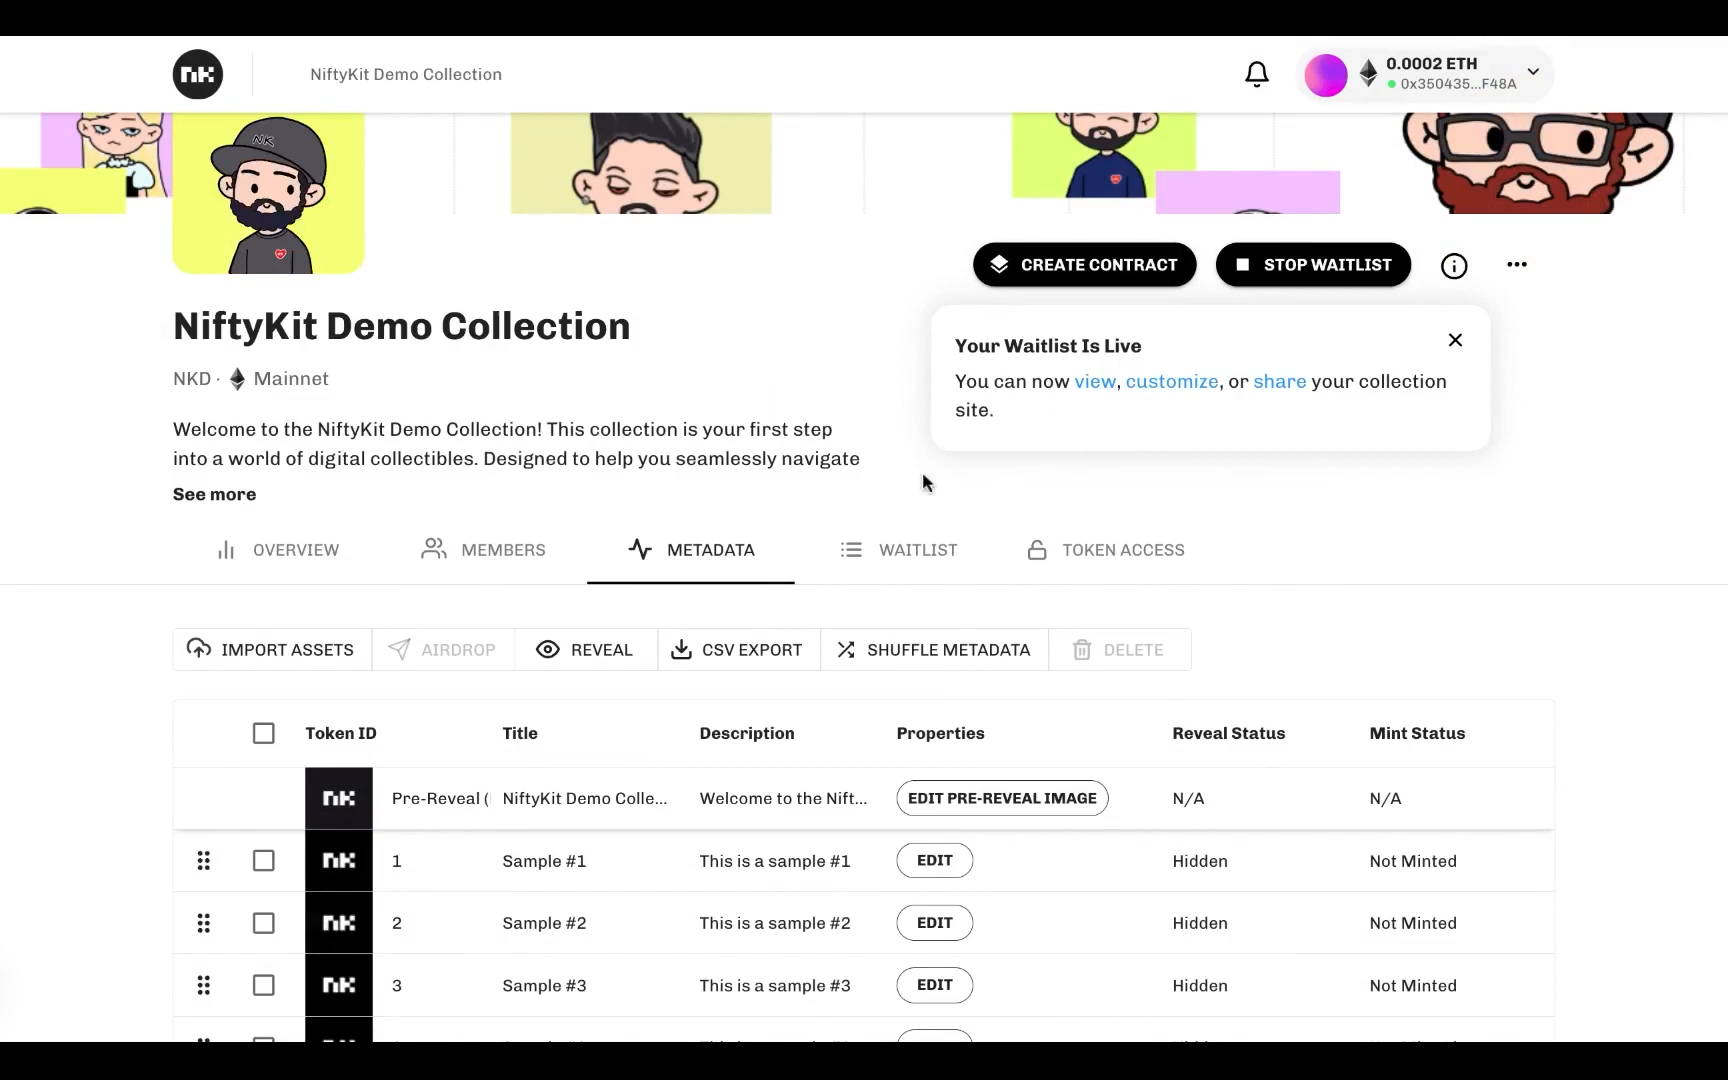 NK
NiftyKit Demo Collection
0.0002 ETH
0x350435...F48A
NK
CREATE CONTRACT
STOP WAITLIST
NiftyKit Demo Collection
NKD · Mainnet
Your Waitlist Is Live
You can now view, customize, or share your collection
site.
Welcome to the NiftyKit Demo Collection! This collection is your first step
into a world of digital collectibles. Designed to help you seamlessly navigate
See more
OVERVIEW MEMBERS METADATA WAITLIST TOKEN ACCESS
IMPORT ASSETS AIRDROP REVEAL CSV EXPORT SHUFFLE METADATA DELETE
Token ID Title Description Properties Reveal Status Mint Status
NK Pre-Reveal ( NiftyKit Demo Colle... Welcome to the Nift... EDIT PRE-REVEAL IMAGE N/A N/A
NK 1 Sample #1 This is a sample #1 EDIT Hidden Not Minted
NK 2 Sample #2 This is a sample #2 EDIT Hidden Not Minted
NK 3 Sample #3 This is a sample #3 EDIT Hidden Not Minted